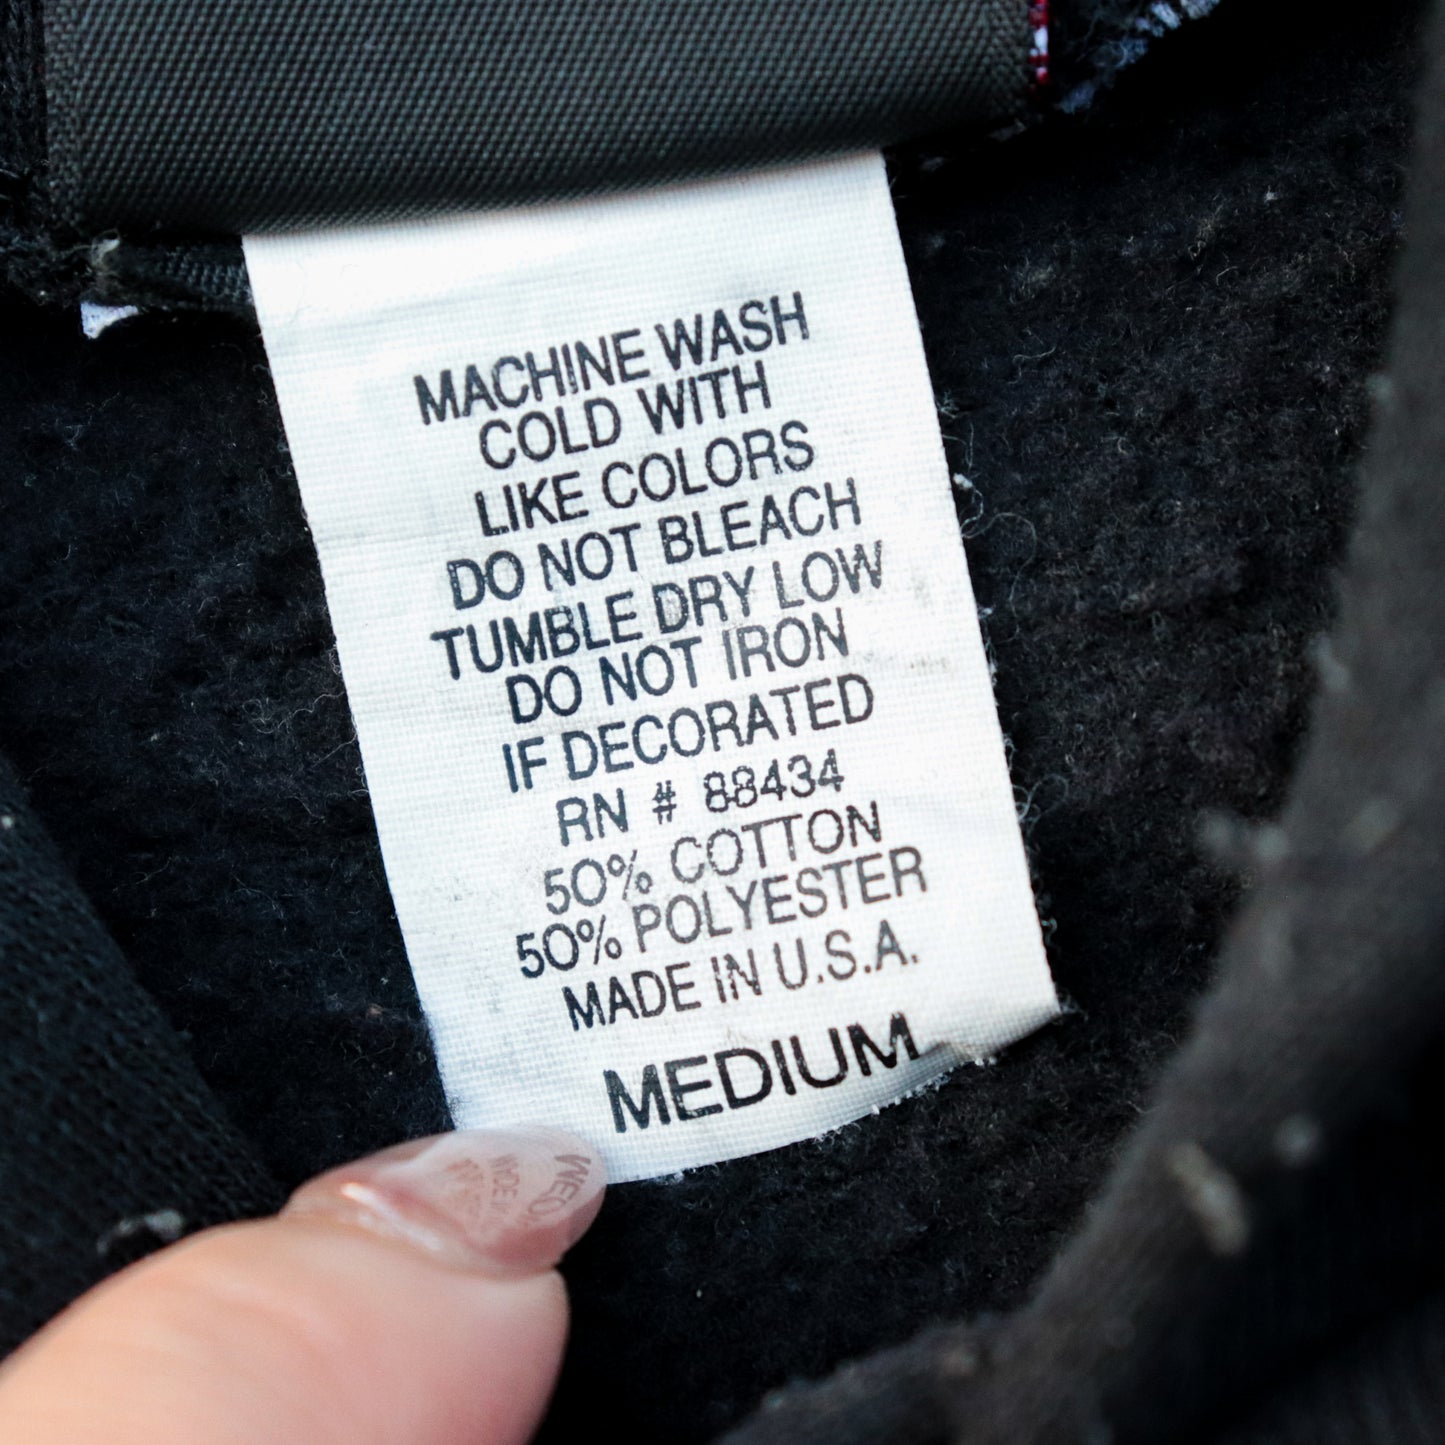 MACHINE WASH
COLD WITH
LIKE COLORS
DO NOT BLEACH
TUMBLE DRY LOW
DO NOT IRON
IF DECORATED
RN # 88434
50% COTTON
50% POLYESTER
MADE IN U.S.A.
MEDIUM